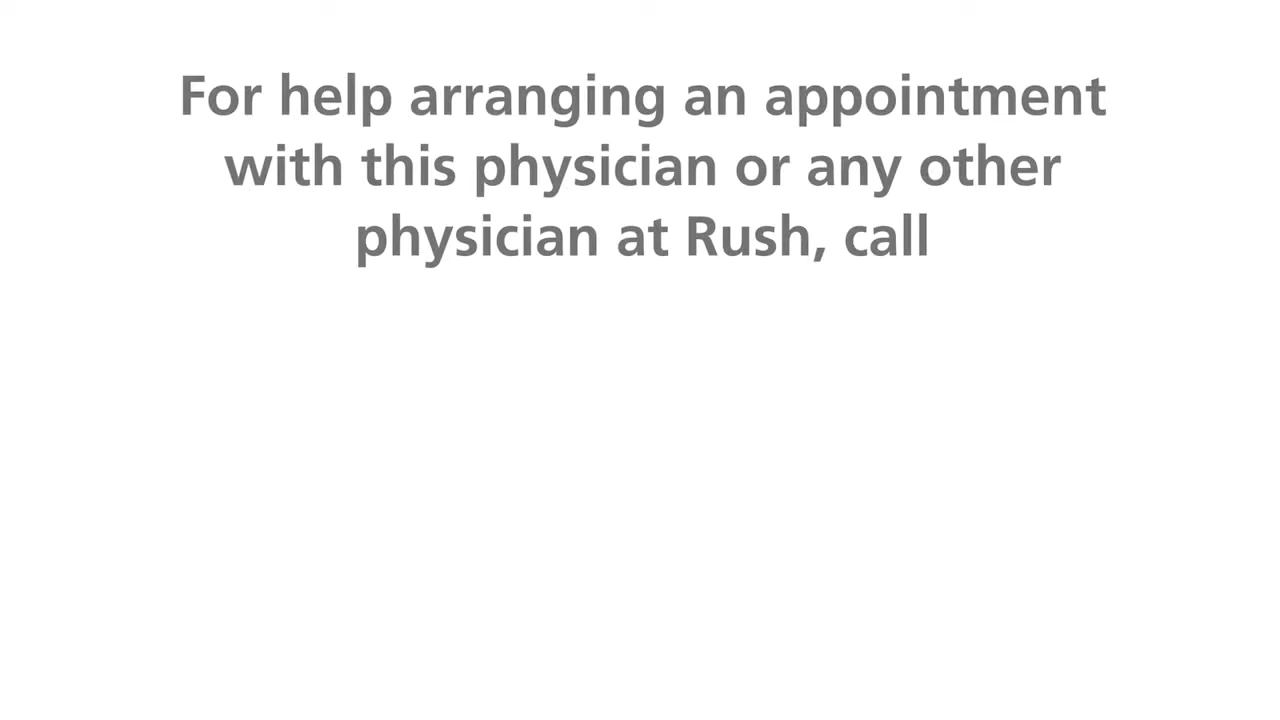 For help arranging an appointment
with this physician or any other
physician at Rush, call